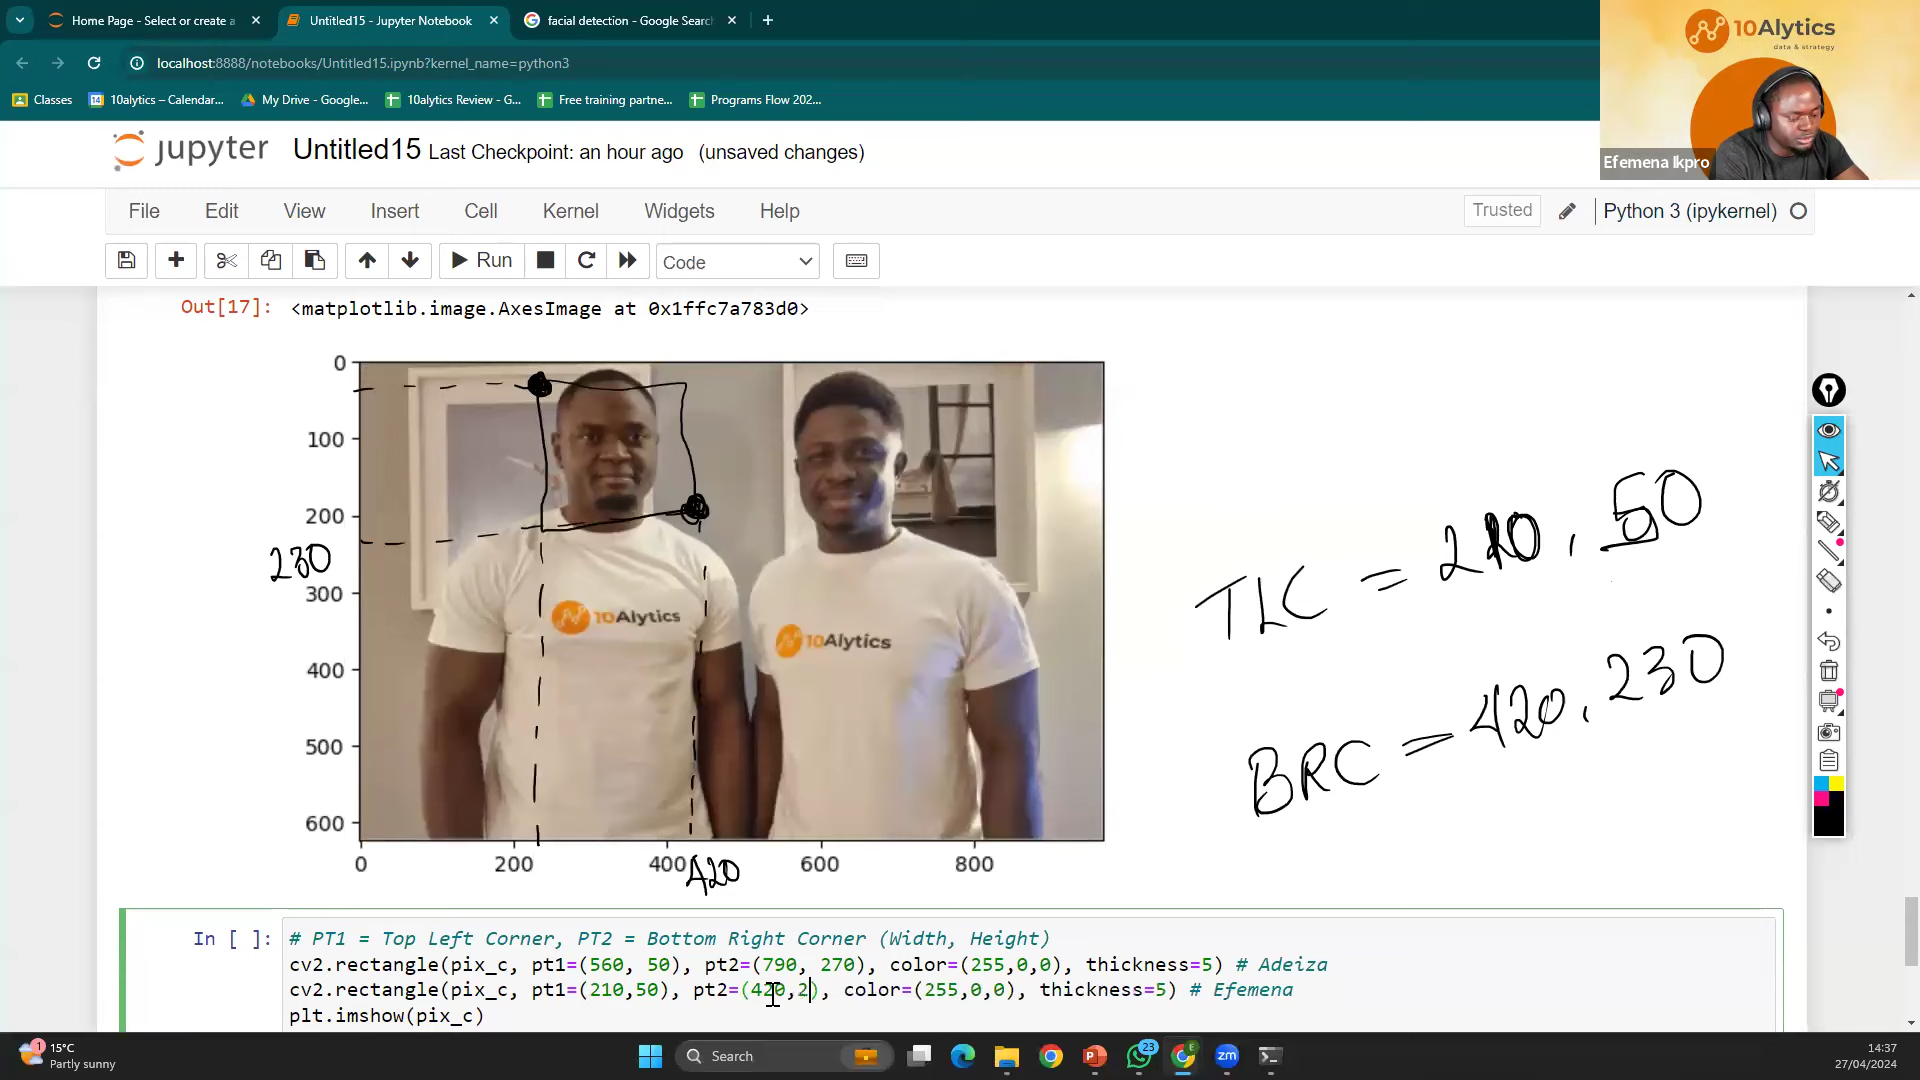 Home Page - Select or create a
Untitled15 - Jupyter Notebook
facial detection - Google Search
localhost:8888/notebooks/Untitled15.ipynb?kernel_name=python3
Classes
10alytics – Calendar...
My Drive - Google...
10alytics Review - G...
Free training partne...
Programs Flow 202...
10Alytics
data & strategy
Efemena Ikpro
jupyter
Untitled15 Last Checkpoint: an hour ago (unsaved changes)
File Edit View Insert Cell Kernel Widgets Help
Trusted
Python 3 (ipykernel)
Run
Code
Out[17]: <matplotlib.image.AxesImage at 0x1ffc7a783d0>
0
100
200
230
300
400
500
600
10Alytics
10Alytics
0 200 400 420 600 800
TLC = 210, 50
BRC = 420, 230
In [ ]: # PT1 = Top Left Corner, PT2 = Bottom Right Corner (Width, Height)
cv2.rectangle(pix_c, pt1=(560, 50), pt2=(790, 270), color=(255,0,0), thickness=5) # Adeiza
cv2.rectangle(pix_c, pt1=(210,50), pt2=(420,2), color=(255,0,0), thickness=5) # Efemena
plt.imshow(pix_c)
1
15°C
Partly sunny
Search
23
E
zm
14:37
27/04/2024